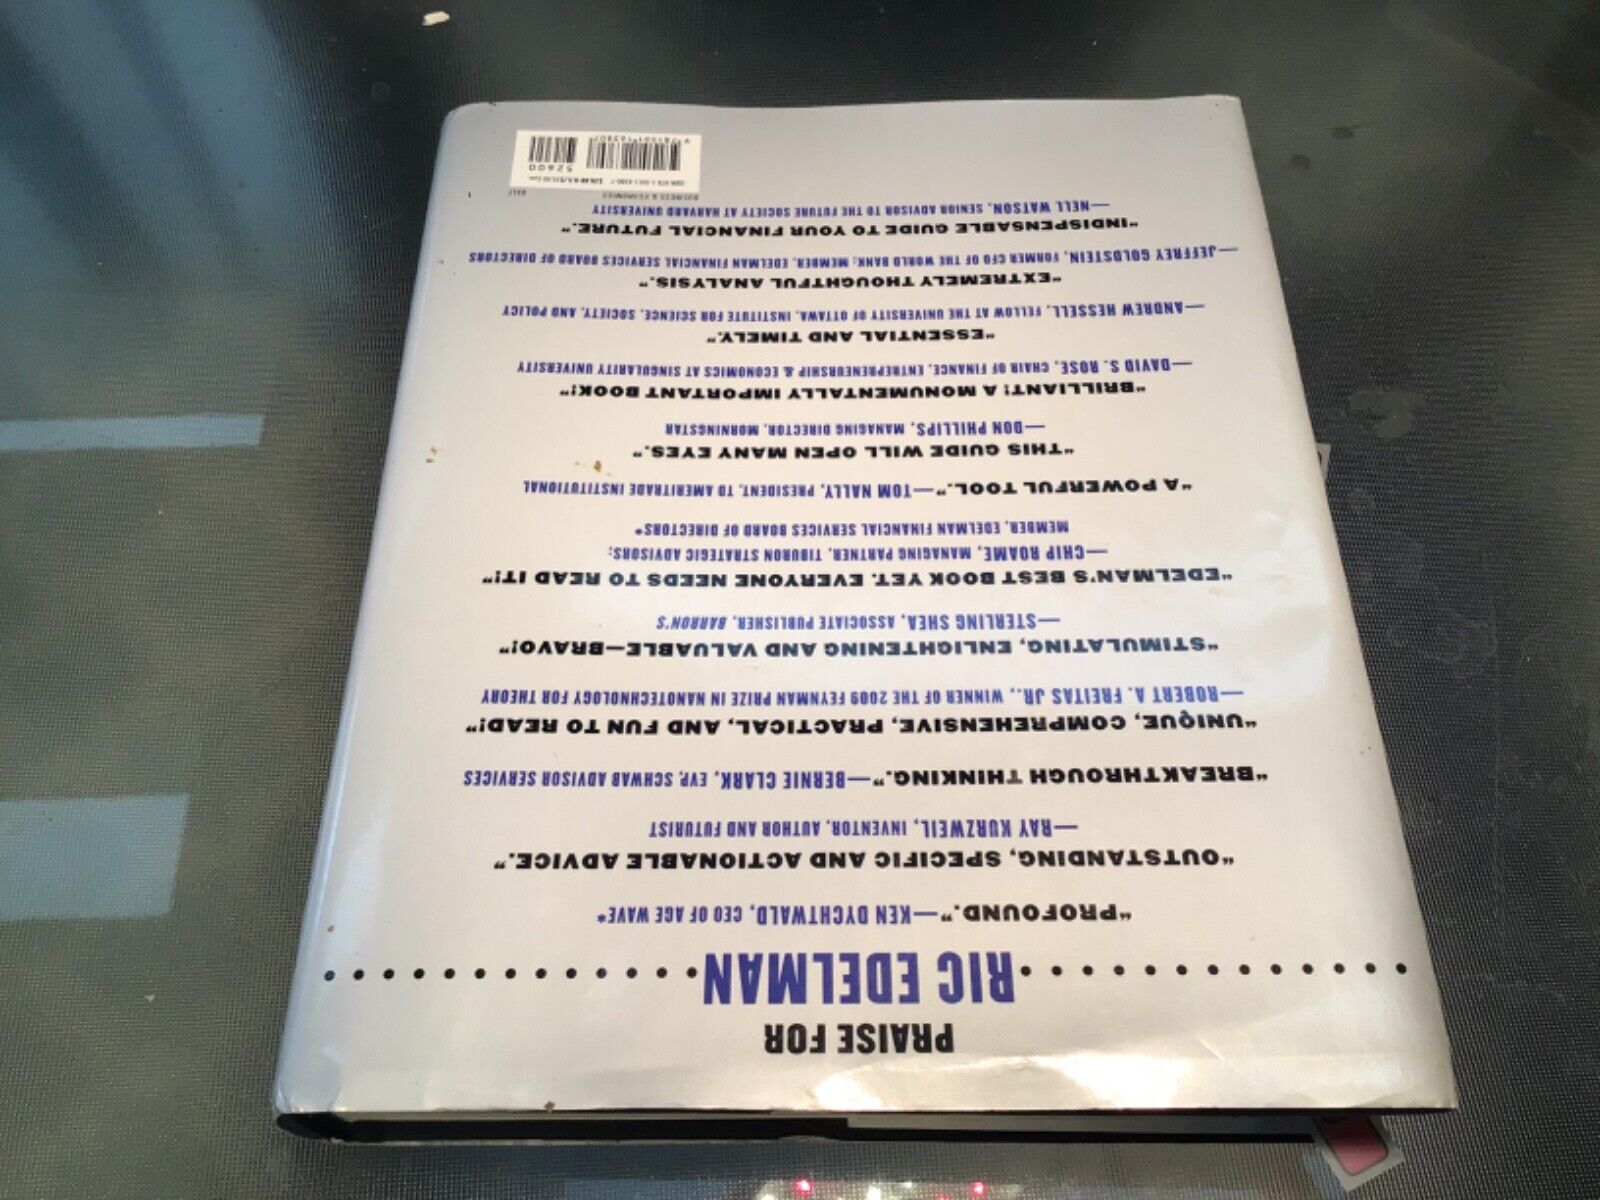 PRAISE FOR
RIC EDELMAN
"PROFOUND."—KEN DYCHTWALD, CEO OF AGE WAVE*
"OUTSTANDING, SPECIFIC AND ACTIONABLE ADVICE."
—RAY KURZWEIL, INVENTOR, AUTHOR AND FUTURIST
"BREAKTHROUGH THINKING."—BERNIE CLARK, EVP, SCHWAB ADVISOR SERVICES
"UNIQUE, COMPREHENSIVE, PRACTICAL, AND FUN TO READ!"
—ROBERT A. FREITAS JR., WINNER OF THE 2009 FEYNMAN PRIZE IN NANOTECHNOLOGY FOR THEORY
"STIMULATING, ENLIGHTENING AND VALUABLE—BRAVO!"
—STERLING SHEA, ASSOCIATE PUBLISHER, BARRON'S
"EDELMAN'S BEST BOOK YET. EVERYONE NEEDS TO READ IT!"
—CHIP ROAME, MANAGING PARTNER, TIBURON STRATEGIC ADVISORS;
MEMBER, EDELMAN FINANCIAL SERVICES BOARD OF DIRECTORS*
"A POWERFUL TOOL."—TOM NALLY, PRESIDENT, TD AMERITRADE INSTITUTIONAL
"THIS GUIDE WILL OPEN MANY EYES."
—DON PHILLIPS, MANAGING DIRECTOR, MORNINGSTAR
"BRILLIANT! A MONUMENTALLY IMPORTANT BOOK!"
—DAVID S. ROSE, CHAIR OF FINANCE, ENTREPRENEURSHIP & ECONOMICS AT SINGULARITY UNIVERSITY
"ESSENTIAL AND TIMELY."
—ANDREW HESSELL, FELLOW AT THE UNIVERSITY OF OTTAWA, INSTITUTE FOR SCIENCE, SOCIETY, AND POLICY
"EXTREMELY THOUGHTFUL ANALYSIS."
—JEFFREY GOLDSTEIN, FORMER CFO OF THE WORLD BANK; MEMBER, EDELMAN FINANCIAL SERVICES BOARD OF DIRECTORS
"INDISPENSABLE GUIDE TO YOUR FINANCIAL FUTURE."
—NELL WATSON, SENIOR ADVISOR TO THE FUTURE SOCIETY AT HARVARD UNIVERSITY
BUSINESS & ECONOMICS
0317
52600